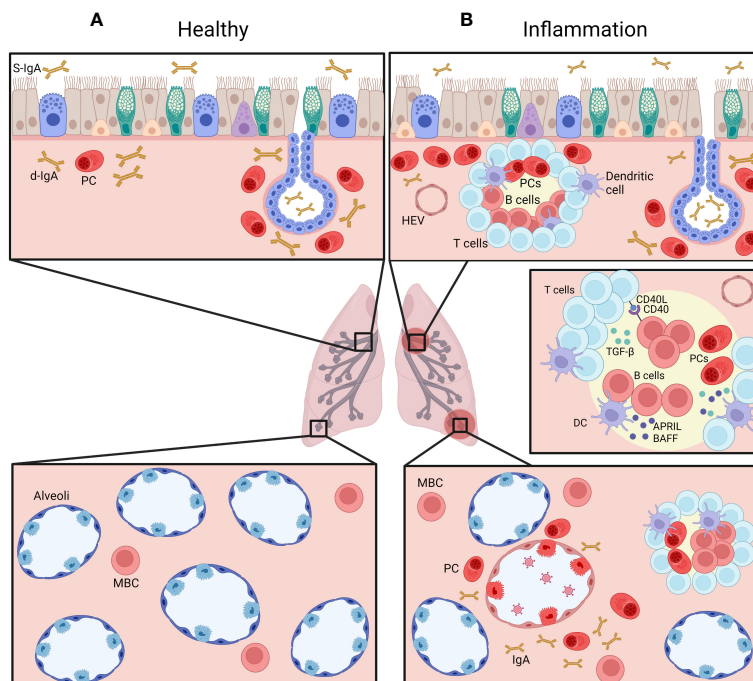 A
Healthy
S-IgA
d-IgA
PC
B
Inflammation
PCs
B cells
Dendritic
cell
HEV
T cells
T cells
CD40L
CD40
TGF-β
PCs
B cells
DC
APRIL
BAFF
Alveoli
MBC
MBC
PC
IgA